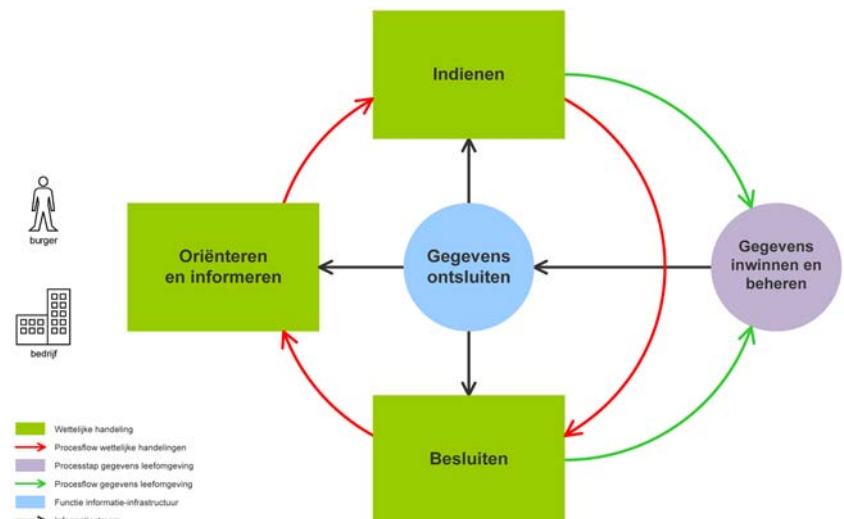 Indienen
burger
Oriënteren
en informeren
Gegevens
ontsluiten
Gegevens
inwinnen en
beheren
bedrijf
Besluiten
Wettelijke handeling
Procesflow wettelijke handelingen
Processtap gegevens leefomgeving
Procesflow gegevens leefomgeving
Functie informatie-infrastructuur